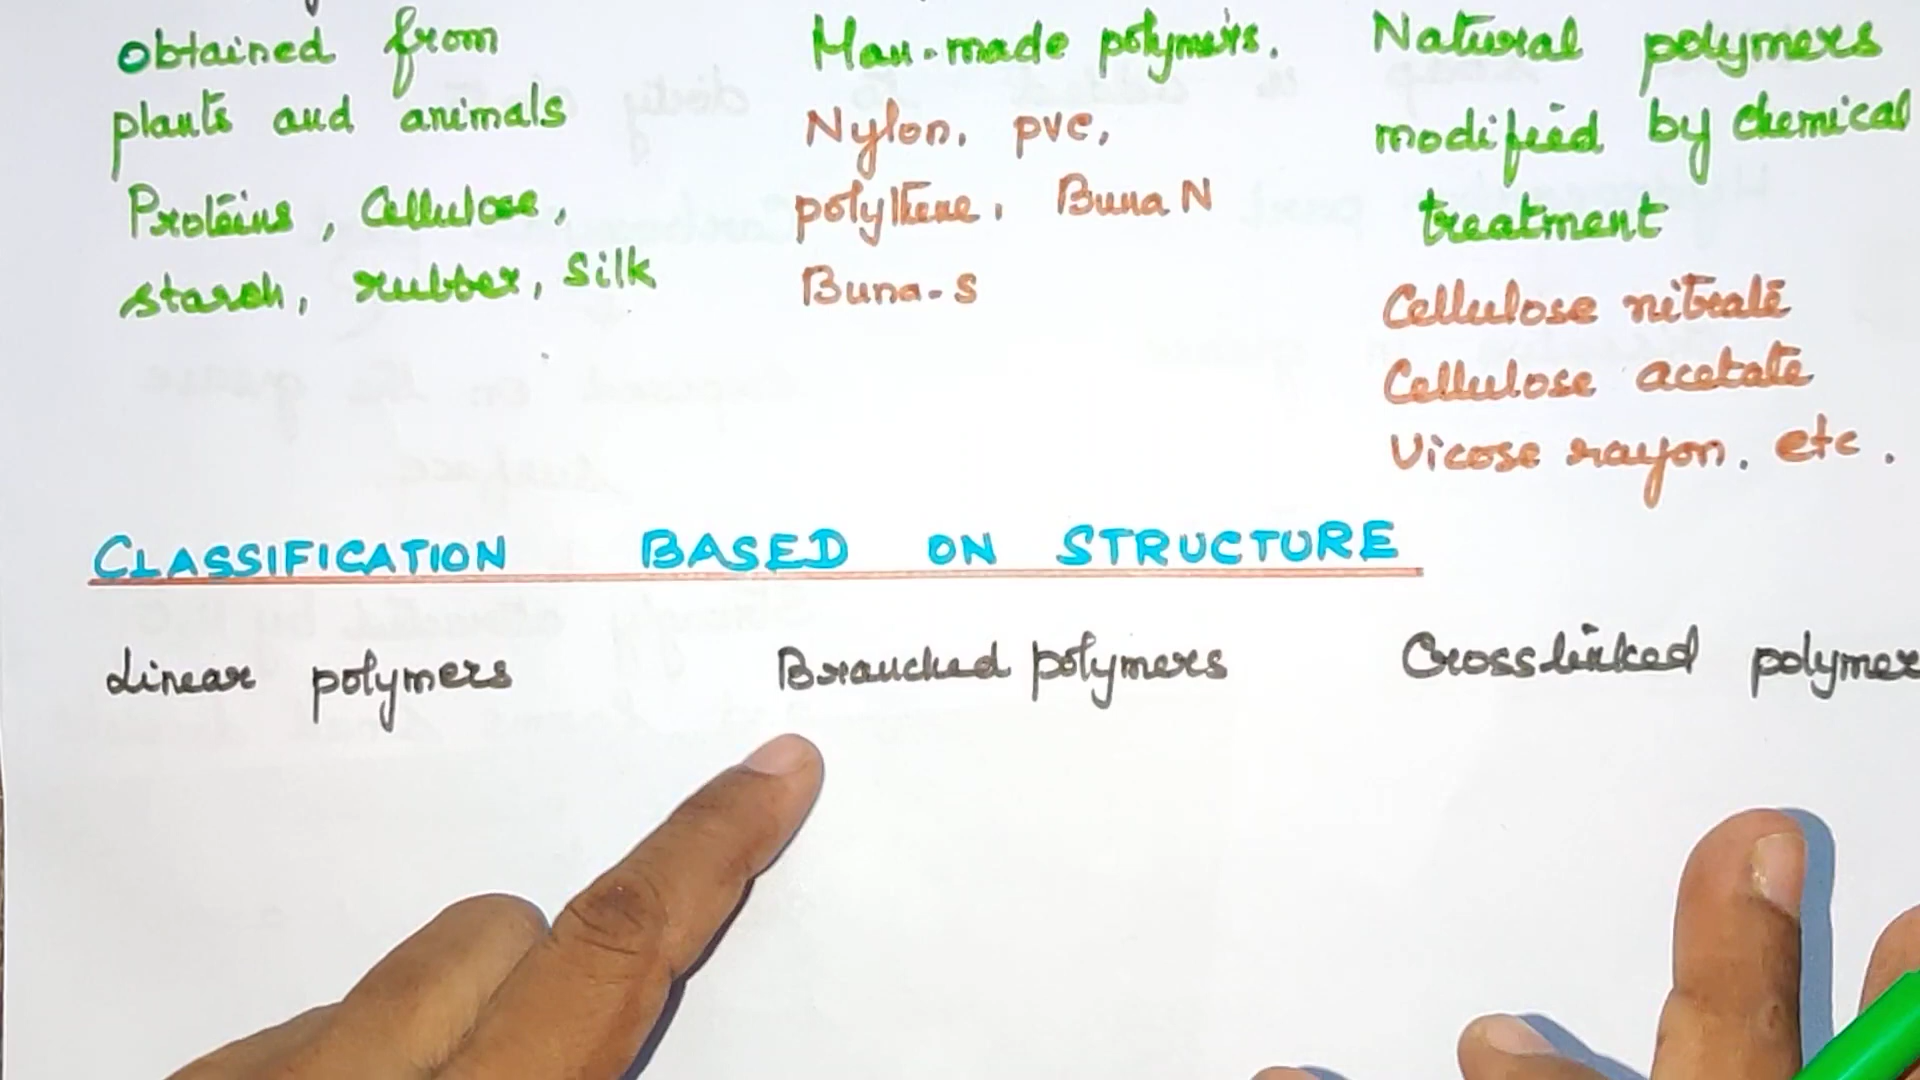 obtained from
plants and animals
Proteins, Cellulose,
starch, rubber, Silk
Man-made polymers.
Nylon, pvc,
polythene, Buna N
Buna-S
Natural polymers
modified by chemical
treatment
Cellulose nitrate
Cellulose acetate
Vicose rayon, etc.
CLASSIFICATION BASED ON STRUCTURE
Linear polymers
Branched polymers
Crosslinked polymer